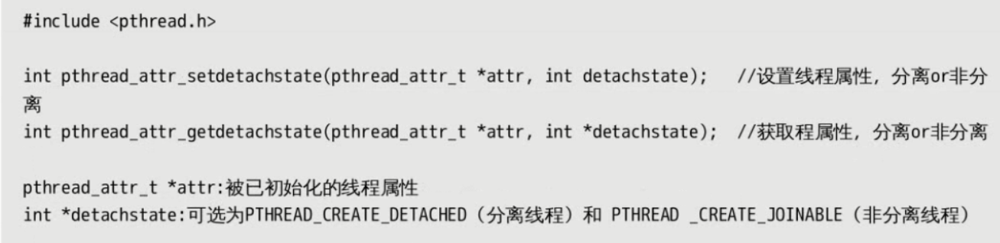 #include <pthread.h>
int pthread_attr_setdetachstate(pthread_attr_t *attr, int detachstate);   //设置线程属性, 分离or非分
离
int pthread_attr_getdetachstate(pthread_attr_t *attr, int *detachstate);  //获取程属性, 分离or非分离
pthread_attr_t *attr:被已初始化的线程属性
int *detachstate:可选为PTHREAD_CREATE_DETACHED（分离线程）和 PTHREAD _CREATE_JOINABLE（非分离线程）